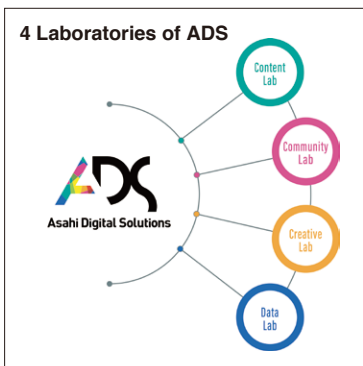 4 Laboratories of ADS
Content
Lab
Community
Lab
ADS
Asahi Digital Solutions
Creative
Lab
Data
Lab